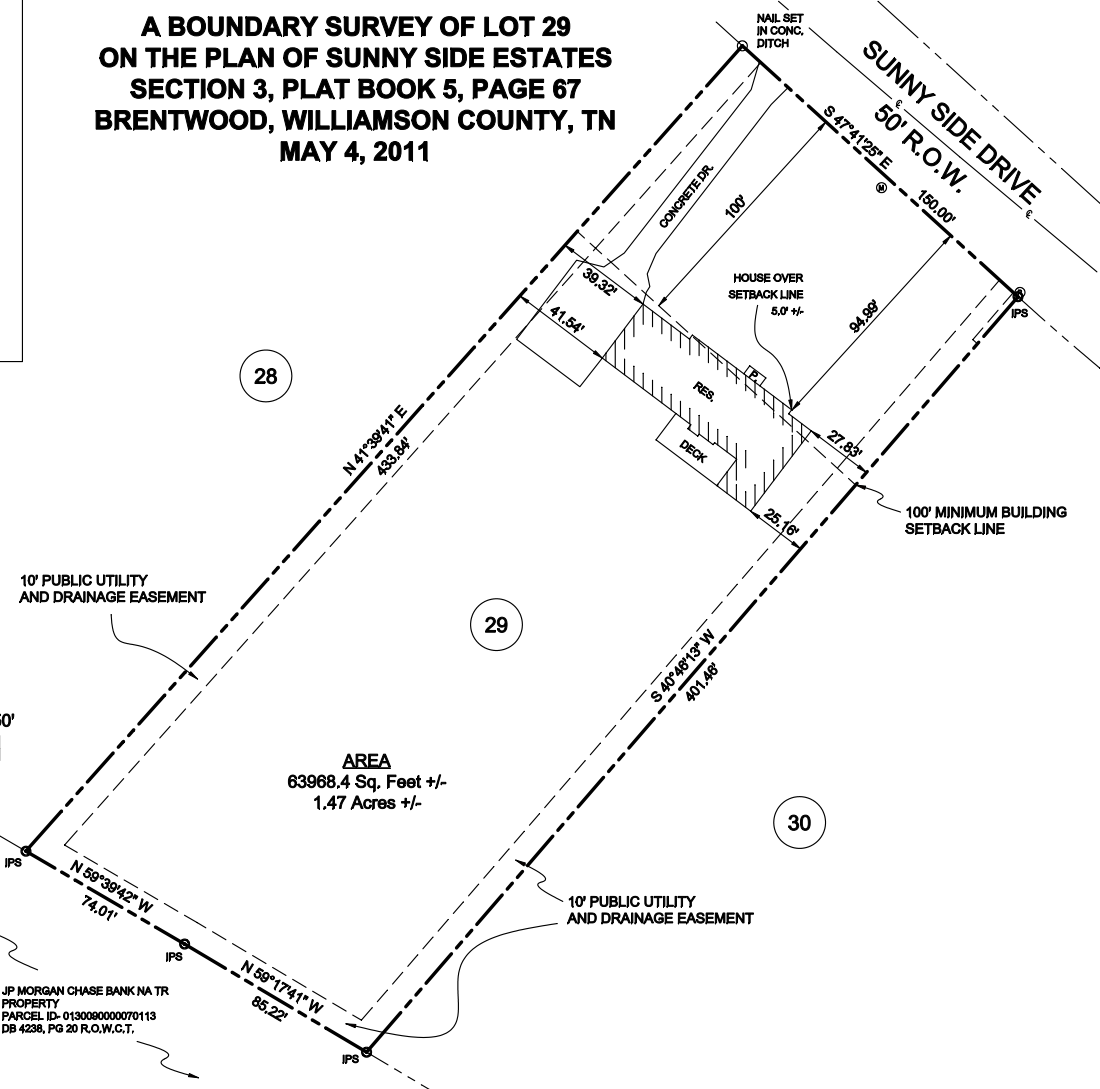 A BOUNDARY SURVEY OF LOT 29
ON THE PLAN OF SUNNY SIDE ESTATES
SECTION 3, PLAT BOOK 5, PAGE 67
BRENTWOOD, WILLIAMSON COUNTY, TN
MAY 4, 2011
NAIL SET
IN CONC.
DITCH
SUNNY SIDE DRIVE
50' R.O.W.
S 47°41'25" E
150.00'
CONCRETE DR.
100'
94.99'
HOUSE OVER
SETBACK LINE
5.0' +/-
IPS
39.32'
41.54'
P.
RES.
DECK
27.83'
25.16'
100' MINIMUM BUILDING
SETBACK LINE
28
N 41°39'41" E
433.84'
10' PUBLIC UTILITY
AND DRAINAGE EASEMENT
29
S 40°46'13" W
401.46'
AREA
63968.4 Sq. Feet +/-
1.47 Acres +/-
30
IPS
N 59°39'42" W
74.01'
IPS
N 59°17'41" W
85.22'
IPS
10' PUBLIC UTILITY
AND DRAINAGE EASEMENT
JP MORGAN CHASE BANK NA TR
PROPERTY
PARCEL ID- 0130090000070113
DB 4238, PG 20 R.O.W.C.T.